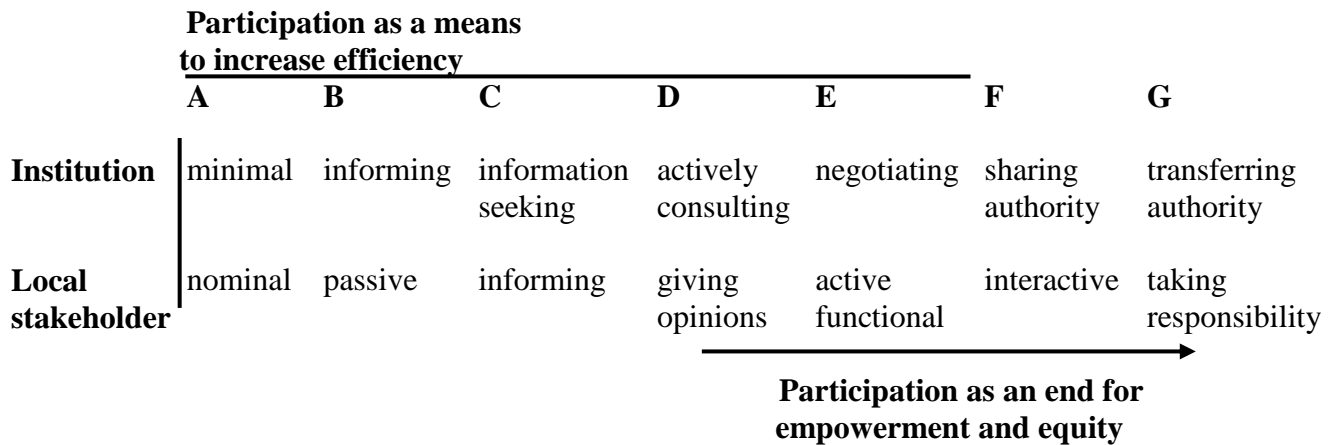 Participation as a means
to increase efficiency
A B C D E F G
Institution minimal informing information actively negotiating sharing transferring
seeking consulting authority authority
Local nominal passive informing giving active interactive taking
stakeholder opinions functional responsibility
Participation as an end for
empowerment and equity